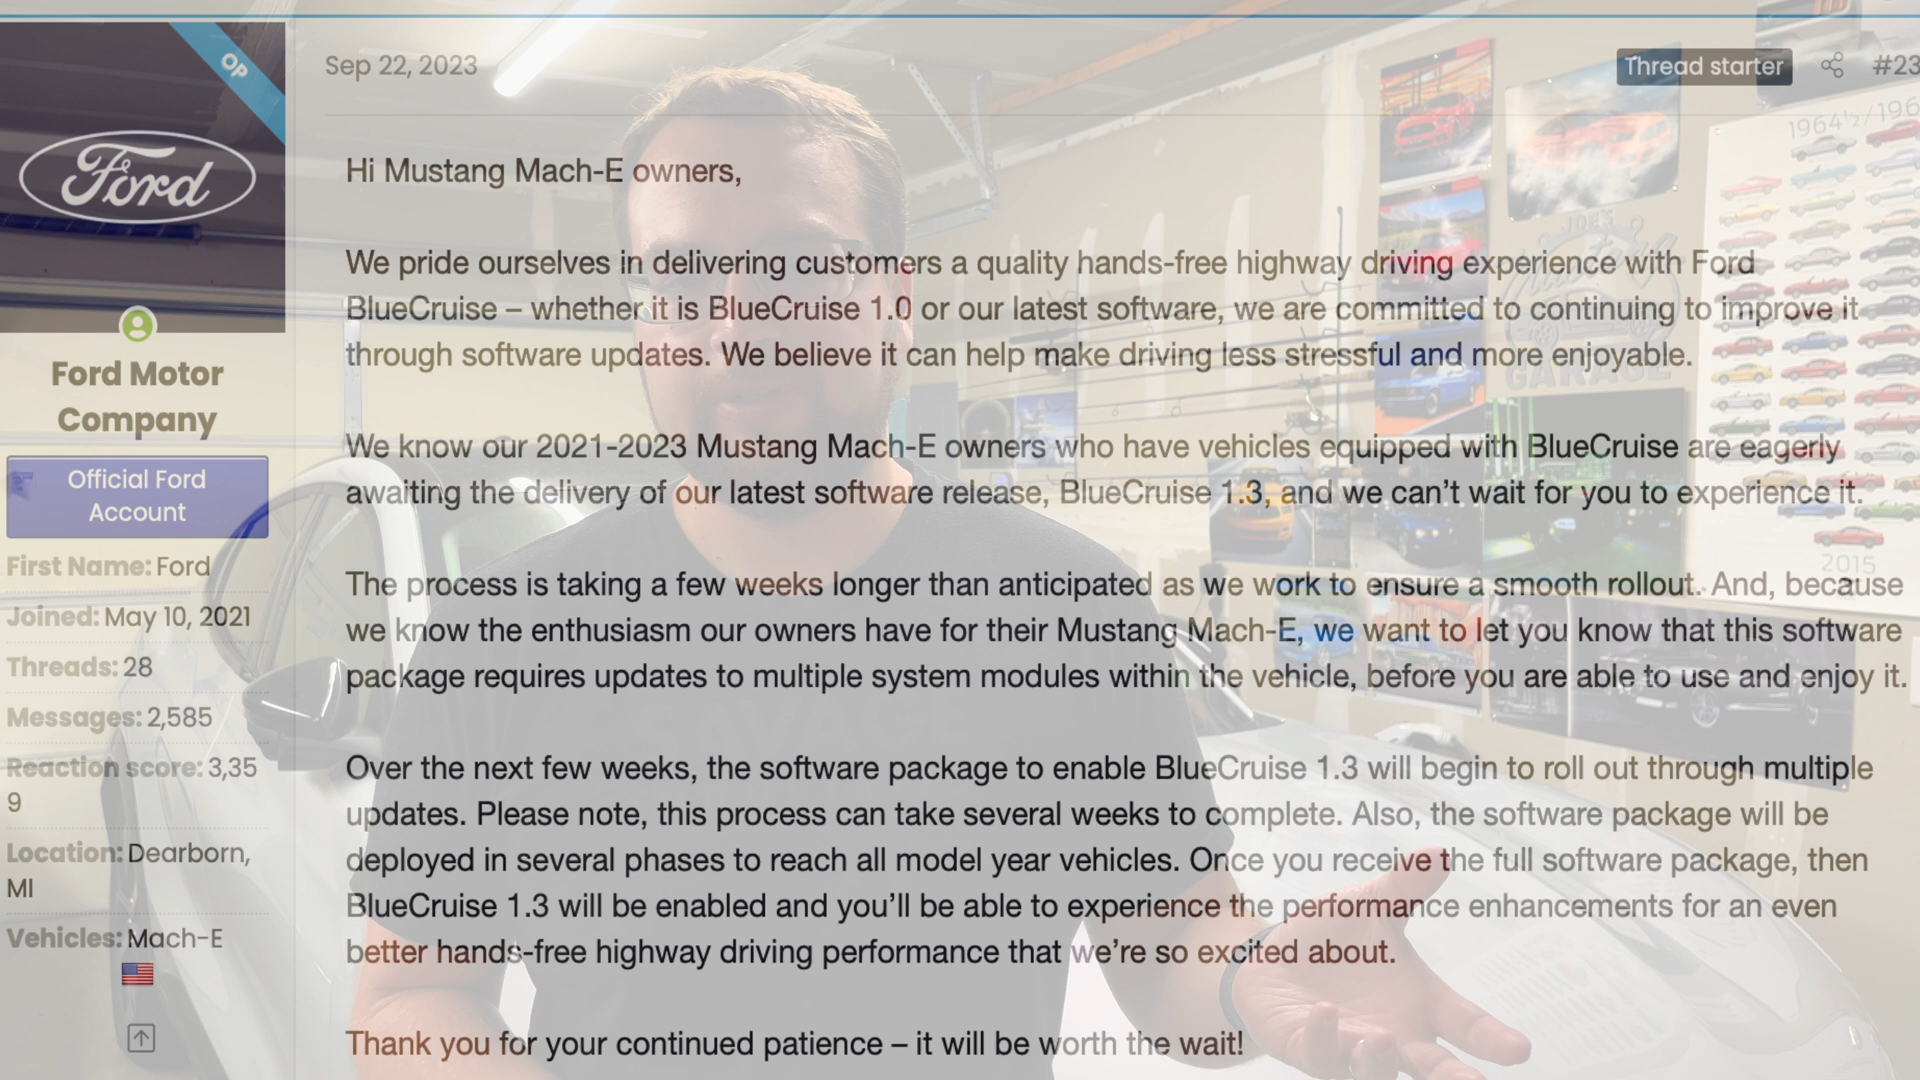 OP
Ford
Ford Motor
Company
Official Ford
Account
First Name: Ford
Joined: May 10, 2021
Threads: 28
Messages: 2,585
Reaction score: 3,35
9
Location: Dearborn,
MI
Vehicles: Mach-E
Sep 22, 2023
Thread starter
#23
Hi Mustang Mach-E owners,
We pride ourselves in delivering customers a quality hands-free highway driving experience with Ford
BlueCruise – whether it is BlueCruise 1.0 or our latest software, we are committed to continuing to improve it
through software updates. We believe it can help make driving less stressful and more enjoyable.
We know our 2021-2023 Mustang Mach-E owners who have vehicles equipped with BlueCruise are eagerly
awaiting the delivery of our latest software release, BlueCruise 1.3, and we can’t wait for you to experience it.
The process is taking a few weeks longer than anticipated as we work to ensure a smooth rollout. And, because
we know the enthusiasm our owners have for their Mustang Mach-E, we want to let you know that this software
package requires updates to multiple system modules within the vehicle, before you are able to use and enjoy it.
Over the next few weeks, the software package to enable BlueCruise 1.3 will begin to roll out through multiple
updates. Please note, this process can take several weeks to complete. Also, the software package will be
deployed in several phases to reach all model year vehicles. Once you receive the full software package, then
BlueCruise 1.3 will be enabled and you’ll be able to experience the performance enhancements for an even
better hands-free highway driving performance that we’re so excited about.
Thank you for your continued patience – it will be worth the wait!
JOE'S
Mustang
GARAGE
1964½/196
2015